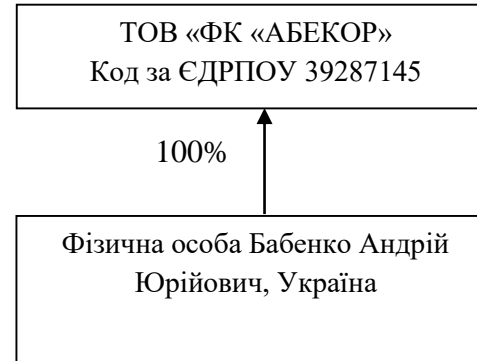 ТОВ «ФК «АБЕКОР»
Код за ЄДРПОУ 39287145
100%
Фізична особа Бабенко Андрій
Юрійович, Україна